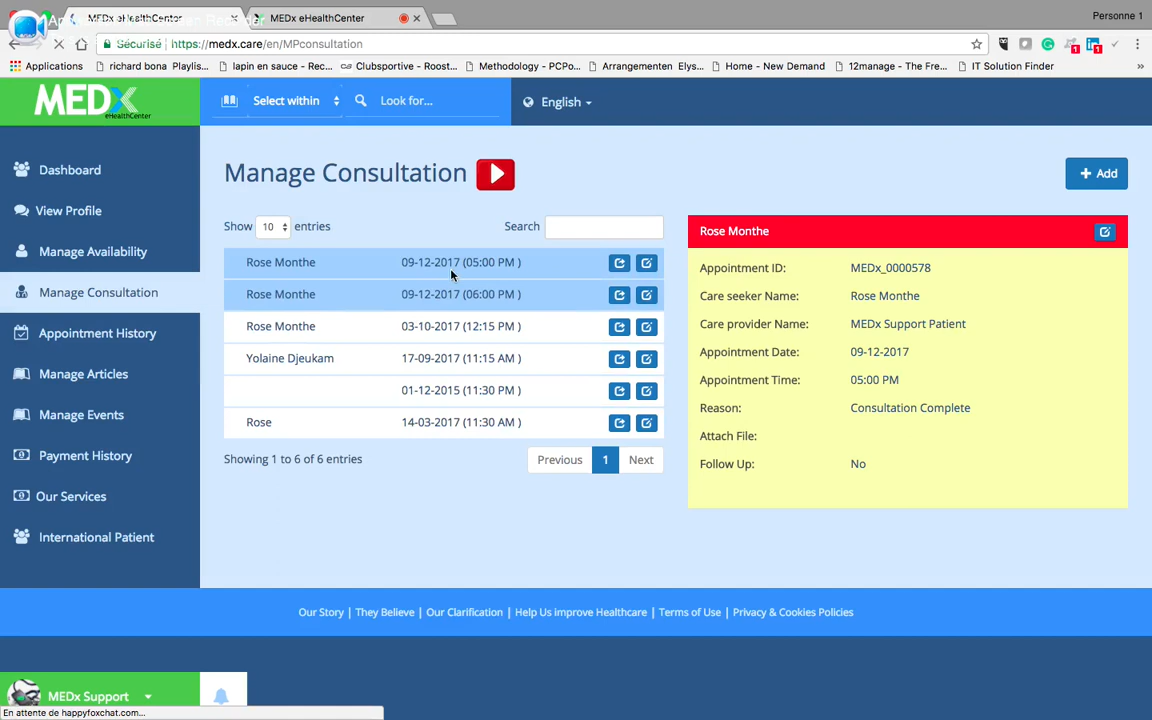 MEDx eHealthCenter
MEDx eHealthCenter
Personne 1
Sécurisé
https://medx.care/en/MPconsultation
Applications
richard bona Playlis...
lapin en sauce - Rec...
Clubsportive - Roost...
Methodology - PCPo...
Arrangementen Elys...
Home - New Demand
12manage - The Fre...
IT Solution Finder
»
MEDX
eHealthCenter
Select within
Look for...
English
Dashboard
View Profile
Manage Availability
Manage Consultation
Appointment History
Manage Articles
Manage Events
Payment History
Our Services
International Patient
Manage Consultation
+ Add
Show 10 entries
Search
Rose Monthe 09-12-2017 (05:00 PM )
Rose Monthe 09-12-2017 (06:00 PM )
Rose Monthe 03-10-2017 (12:15 PM )
Yolaine Djeukam 17-09-2017 (11:15 AM )
01-12-2015 (11:30 PM )
Rose 14-03-2017 (11:30 AM )
Showing 1 to 6 of 6 entries
Previous 1 Next
Rose Monthe
Appointment ID: MEDx_0000578
Care seeker Name: Rose Monthe
Care provider Name: MEDx Support Patient
Appointment Date: 09-12-2017
Appointment Time: 05:00 PM
Reason: Consultation Complete
Attach File:
Follow Up: No
Our Story | They Believe | Our Clarification | Help Us improve Healthcare | Terms of Use | Privacy & Cookies Policies
MEDx Support
En attente de happyfoxchat.com...